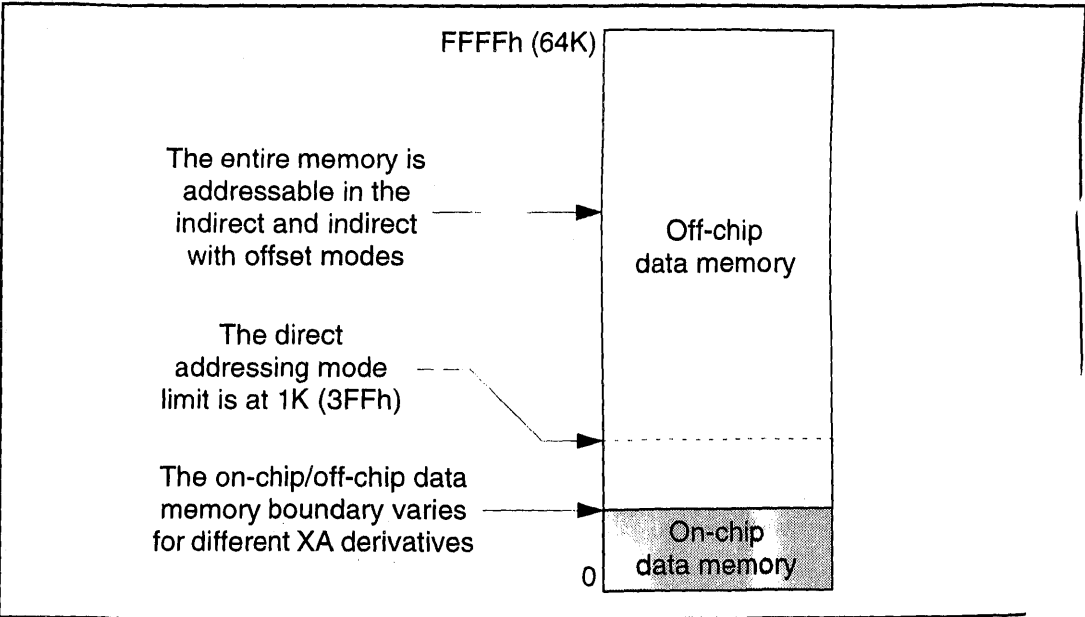 FFFFh (64K)
The entire memory is
addressable in the
indirect and indirect
with offset modes
Off-chip
data memory
The direct
addressing mode
limit is at 1K (3FFh)
The on-chip/off-chip data
memory boundary varies
for different XA derivatives
On-chip
data memory
0